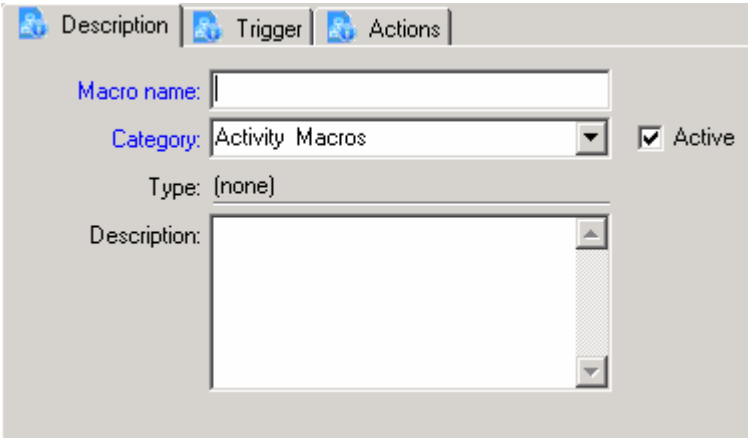 Description Trigger Actions
Macro name:
Category: Activity Macros Active
Type: (none)
Description: